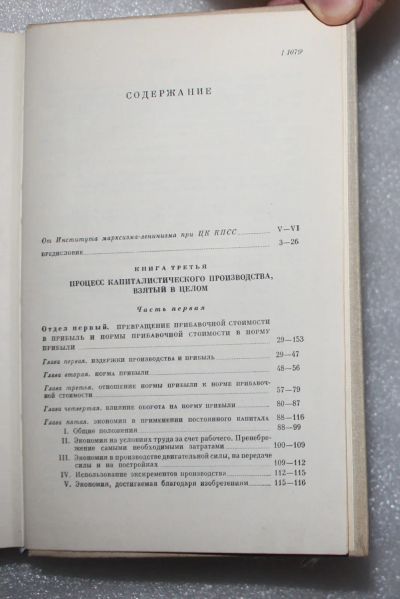 [ 1079
СОДЕРЖАНИЕ
От Института марксизма-ленинизма при ЦК КПСС V—VI
ПРЕДИСЛОВИЕ 3—26
КНИГА ТРЕТЬЯ
ПРОЦЕСС КАПИТАЛИСТИЧЕСКОГО ПРОИЗВОДСТВА,
ВЗЯТЫЙ В ЦЕЛОМ
Часть первая
Отдел первый. ПРЕВРАЩЕНИЕ ПРИБАВОЧНОЙ СТОИМОСТИ
В ПРИБЫЛЬ И НОРМЫ ПРИБАВОЧНОЙ СТОИМОСТИ В НОРМУ
ПРИБЫЛИ 29—153
Глава первая. ИЗДЕРЖКИ ПРОИЗВОДСТВА И ПРИБЫЛЬ 29—47
Глава вторая. НОРМА ПРИБЫЛИ 48—56
Глава третья. ОТНОШЕНИЕ НОРМЫ ПРИБЫЛИ К НОРМЕ ПРИБАВОЧ-
НОЙ СТОИМОСТИ 57—79
Глава четвертая. ВЛИЯНИЕ ОБОРОТА НА НОРМУ ПРИБЫЛИ 80—87
Глава пятая. ЭКОНОМИЯ В ПРИМЕНЕНИИ ПОСТОЯННОГО КАПИТАЛА 88—116
I. Общие положения 88—99
II. Экономия на условиях труда за счет рабочего. Пренебре-
жение самыми необходимыми затратами 100—109
III. Экономия в производстве двигательной силы, на передаче
силы и на постройках 109—112
IV. Использование экскрементов производства 112—115
V. Экономия, достигаемая благодаря изобретениям 115—116